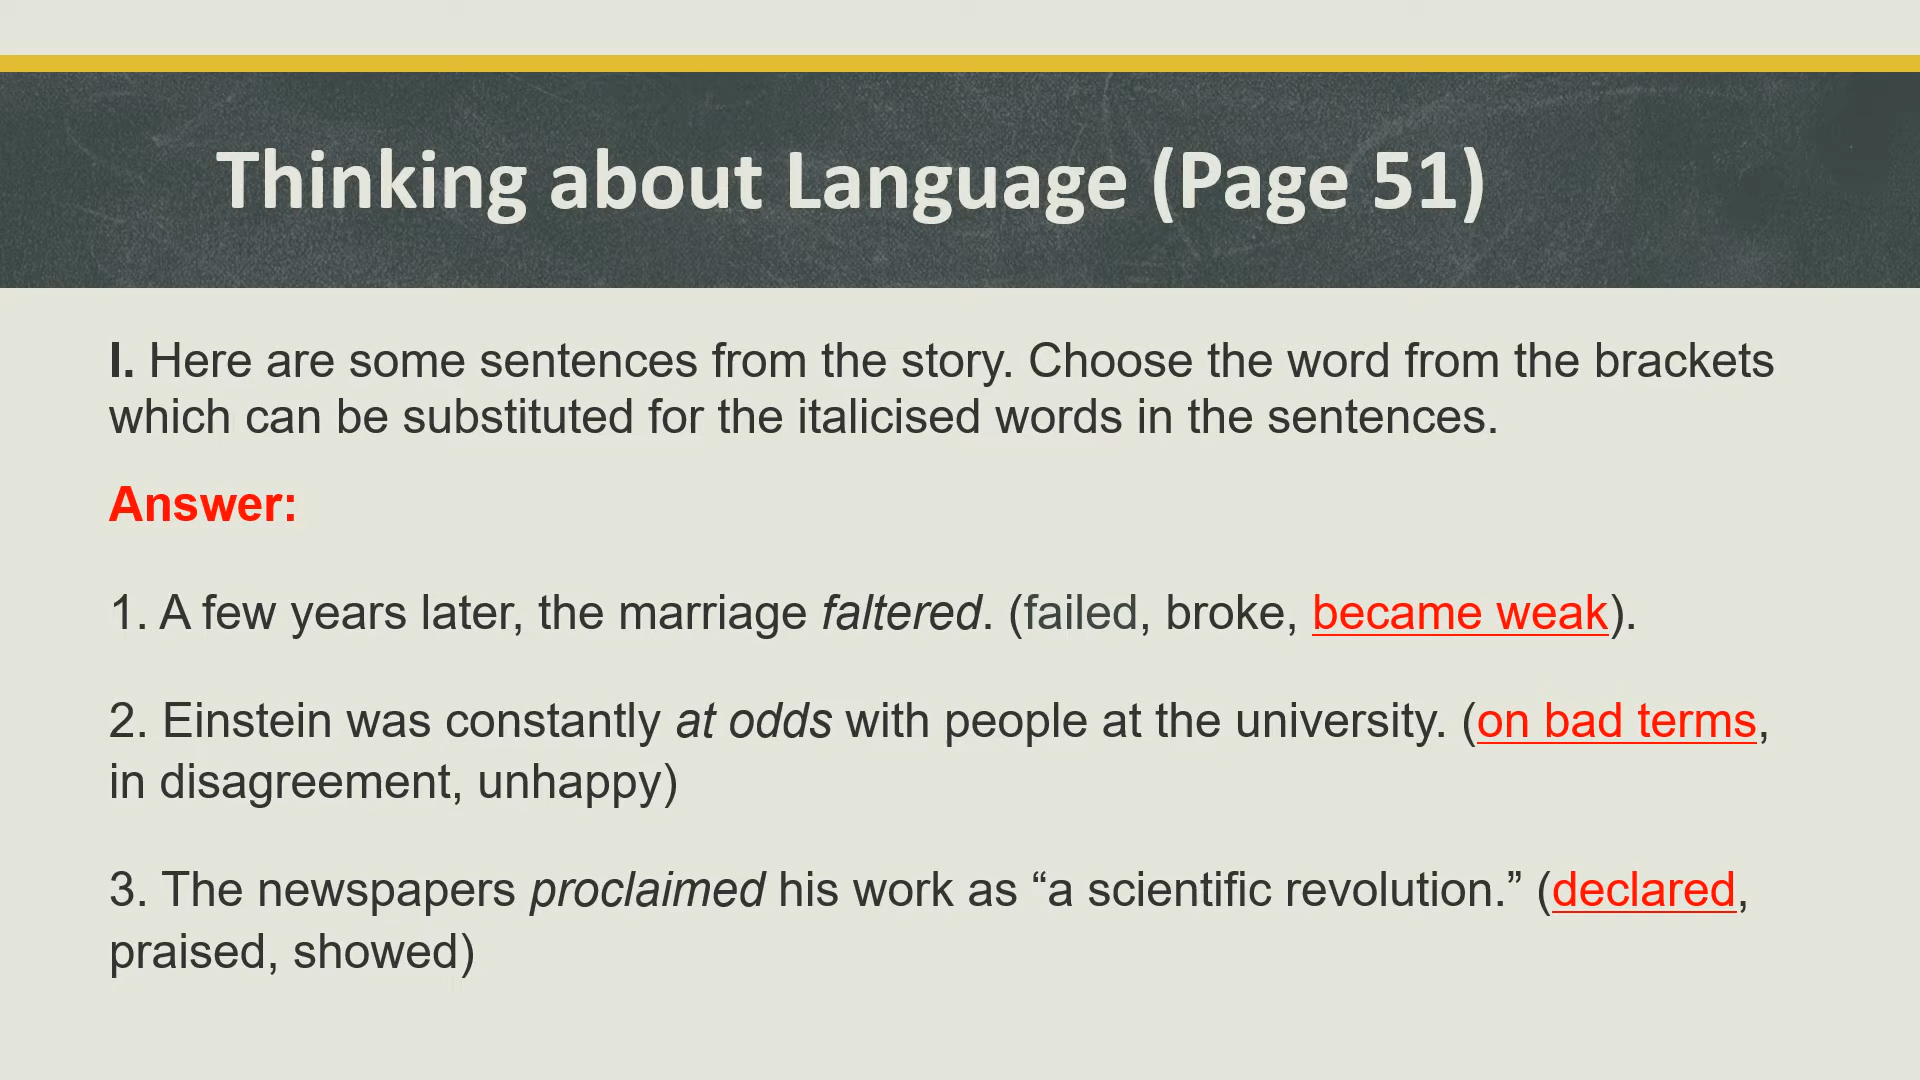 Thinking about Language (Page 51)
I. Here are some sentences from the story. Choose the word from the brackets
which can be substituted for the italicised words in the sentences.
Answer:
1. A few years later, the marriage faltered. (failed, broke, became weak).
2. Einstein was constantly at odds with people at the university. (on bad terms,
in disagreement, unhappy)
3. The newspapers proclaimed his work as “a scientific revolution.” (declared,
praised, showed)